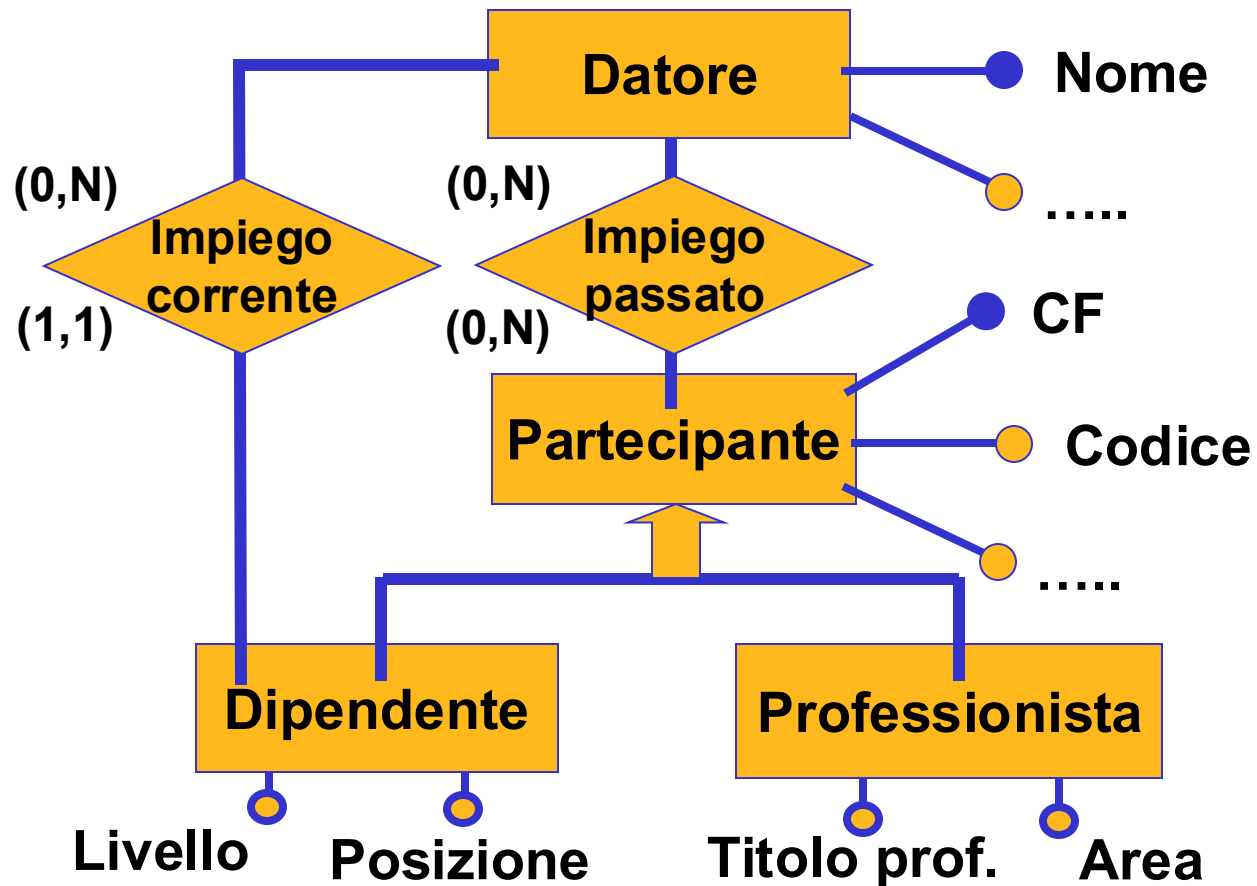 Datore
Nome
…..
(0,N)
(0,N)
Impiego
corrente
Impiego
passato
(1,1)
(0,N)
CF
Partecipante
Codice
…..
Dipendente
Professionista
Livello
Posizione
Titolo prof.
Area